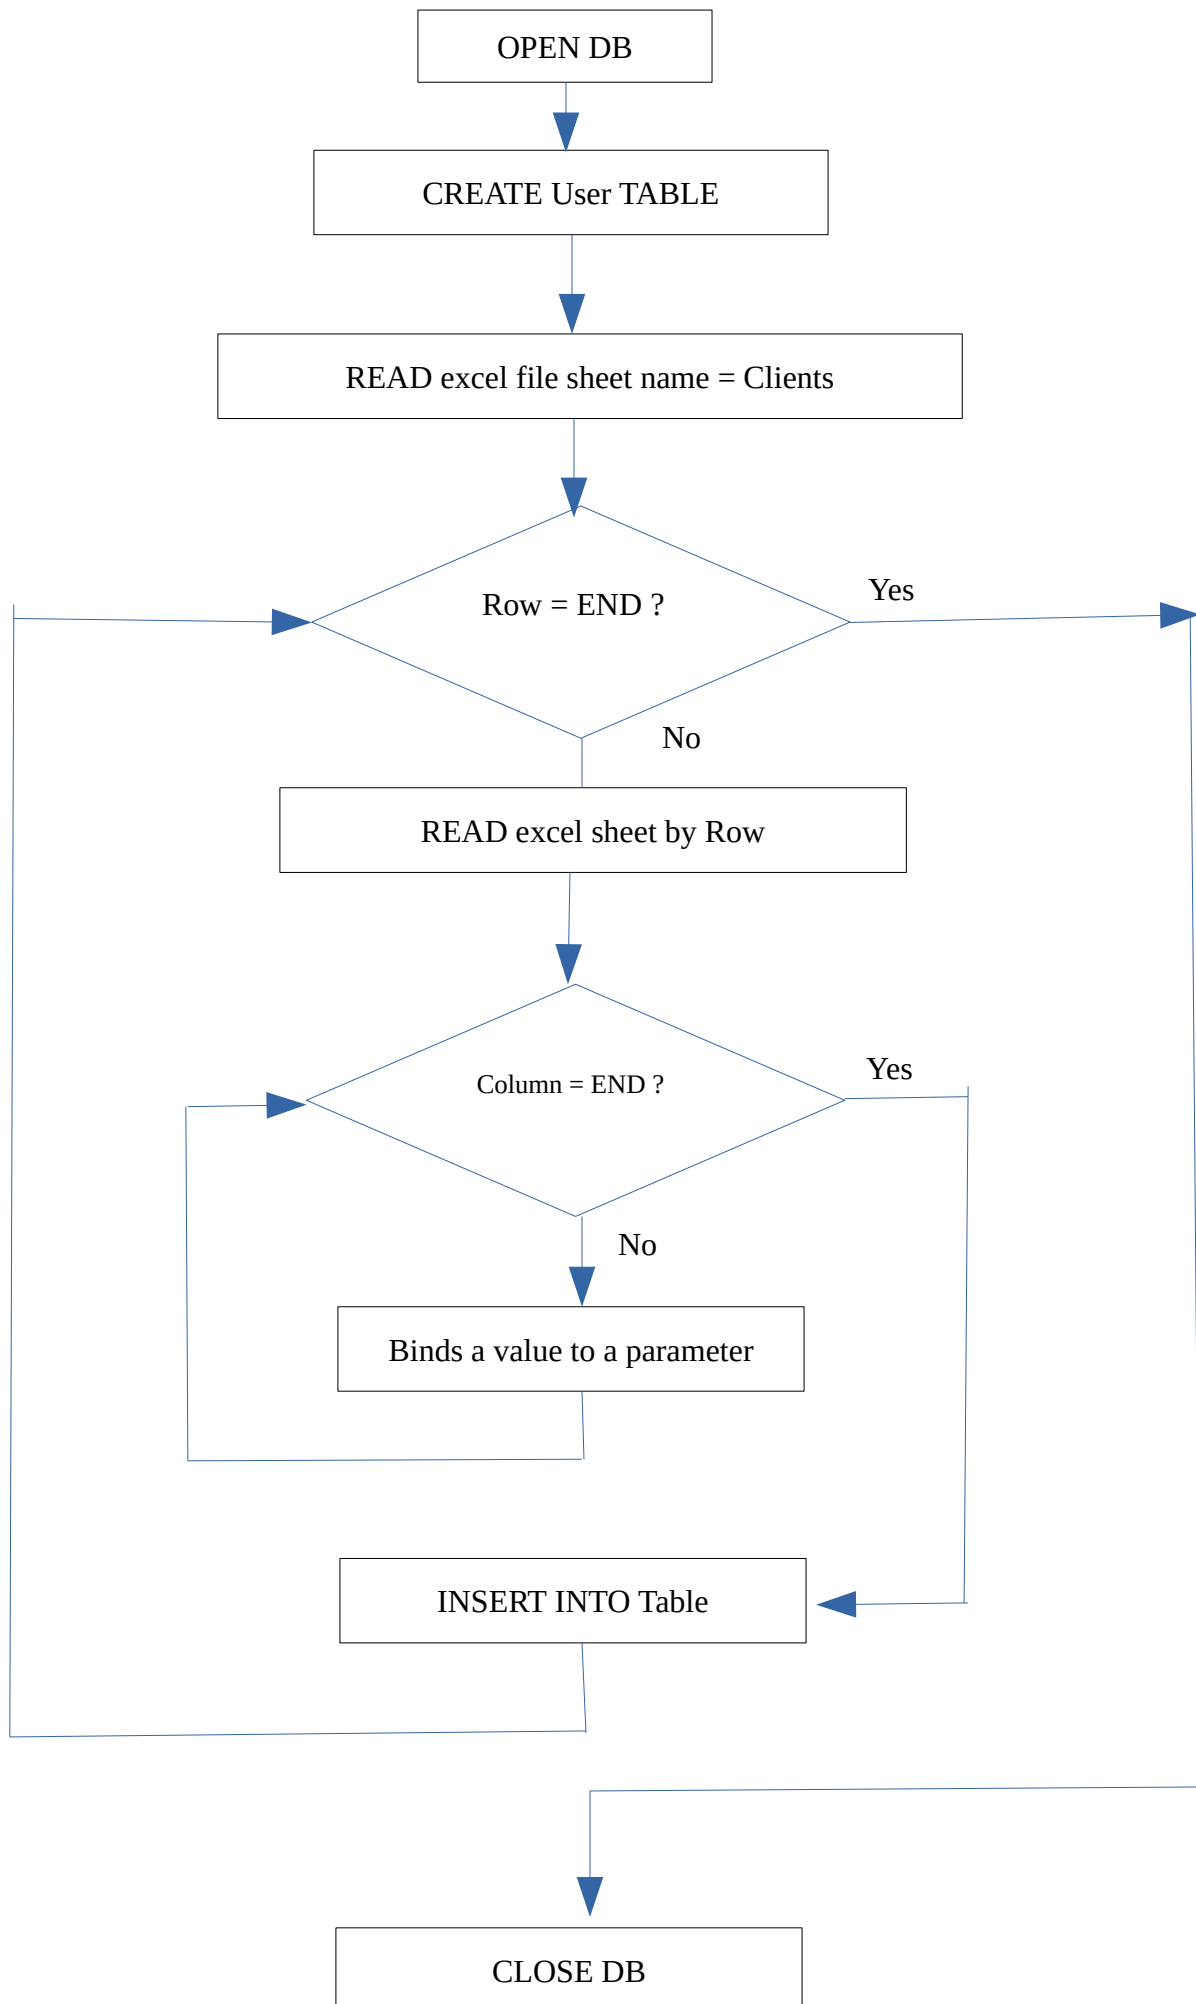 OPEN DB
CREATE User TABLE
READ excel file sheet name = Clients
Row = END ?
Yes
No
READ excel sheet by Row
Column = END ?
Yes
No
Binds a value to a parameter
INSERT INTO Table
CLOSE DB